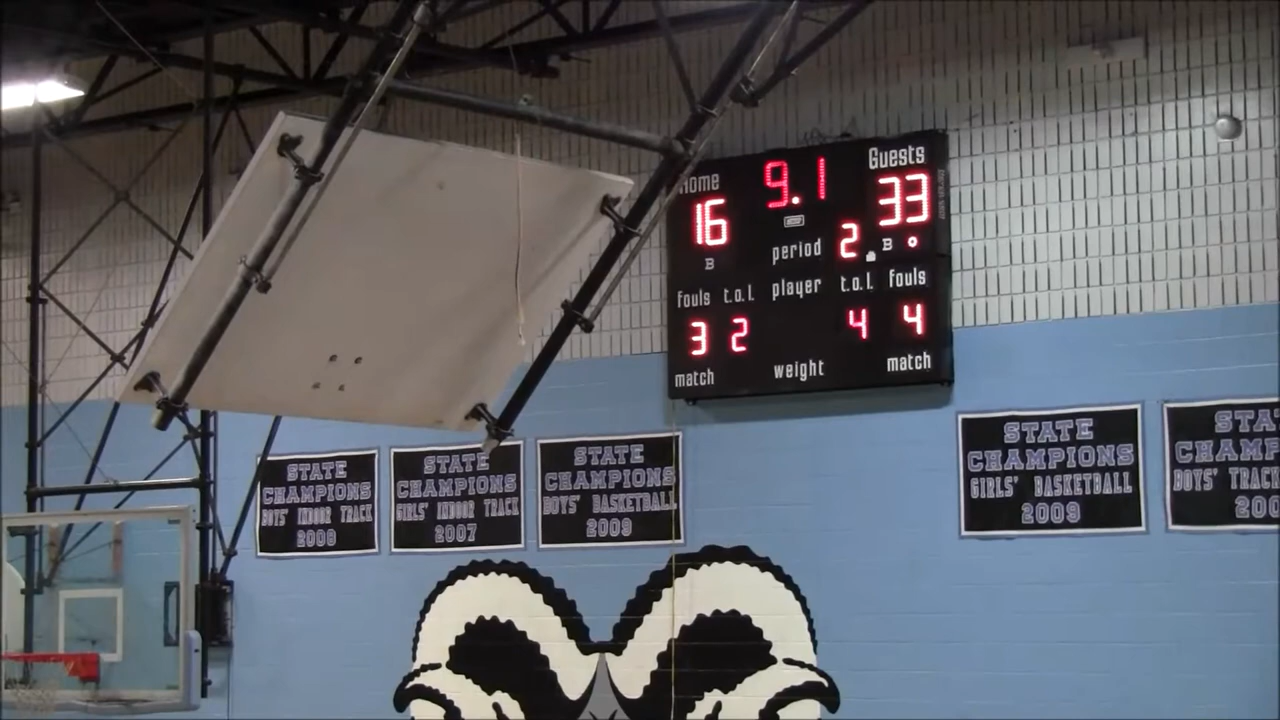 Home 9.1 Guests
16 33
B period 2 B
fouls t.o.l. player t.o.l. fouls
3 2 4 4
match weight match
STATE
CHAMPIONS
BOYS' INDOOR TRACK
2008
STATE
CHAMPIONS
GIRLS' INDOOR TRACK
2007
STATE
CHAMPIONS
BOYS' BASKETBALL
2009
STATE
CHAMPIONS
GIRLS' BASKETBALL
2009
STA
CHAMP
BOYS' TRACK
200